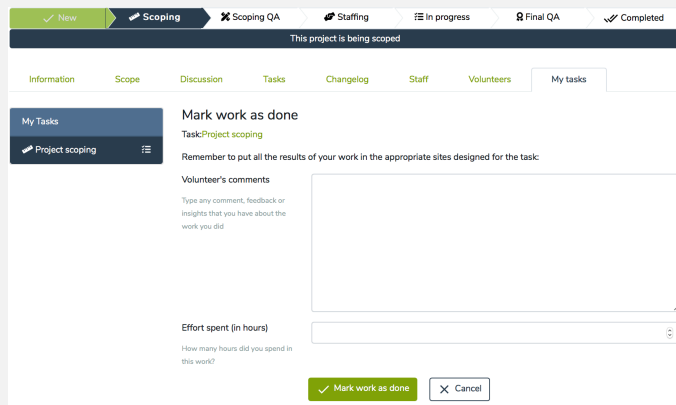 New Scoping Scoping QA Staffing In progress Final QA Completed
This project is being scoped
Information Scope Discussion Tasks Changelog Staff Volunteers My tasks
My Tasks
Project scoping
Mark work as done
Task:Project scoping
Remember to put all the results of your work in the appropriate sites designed for the task:
Volunteer's comments
Type any comment, feedback or
insights that you have about the
work you did
Effort spent (in hours)
How many hours did you spend in
this work?
Mark work as done Cancel